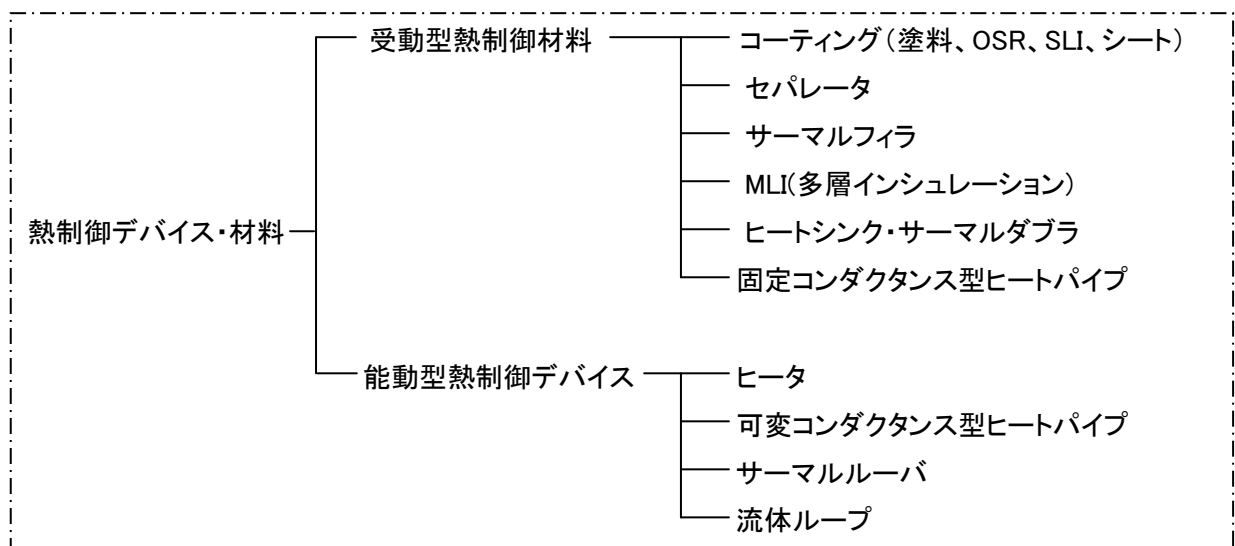 受動型熱制御材料
コーティング(塗料、OSR、SLI、シート)
セパレータ
サーマルフィラ
MLI(多層インシュレーション)
熱制御デバイス・材料
ヒートシンク・サーマルダブラ
固定コンダクタンス型ヒートパイプ
能動型熱制御デバイス
ヒータ
可変コンダクタンス型ヒートパイプ
サーマルルーバ
流体ループ